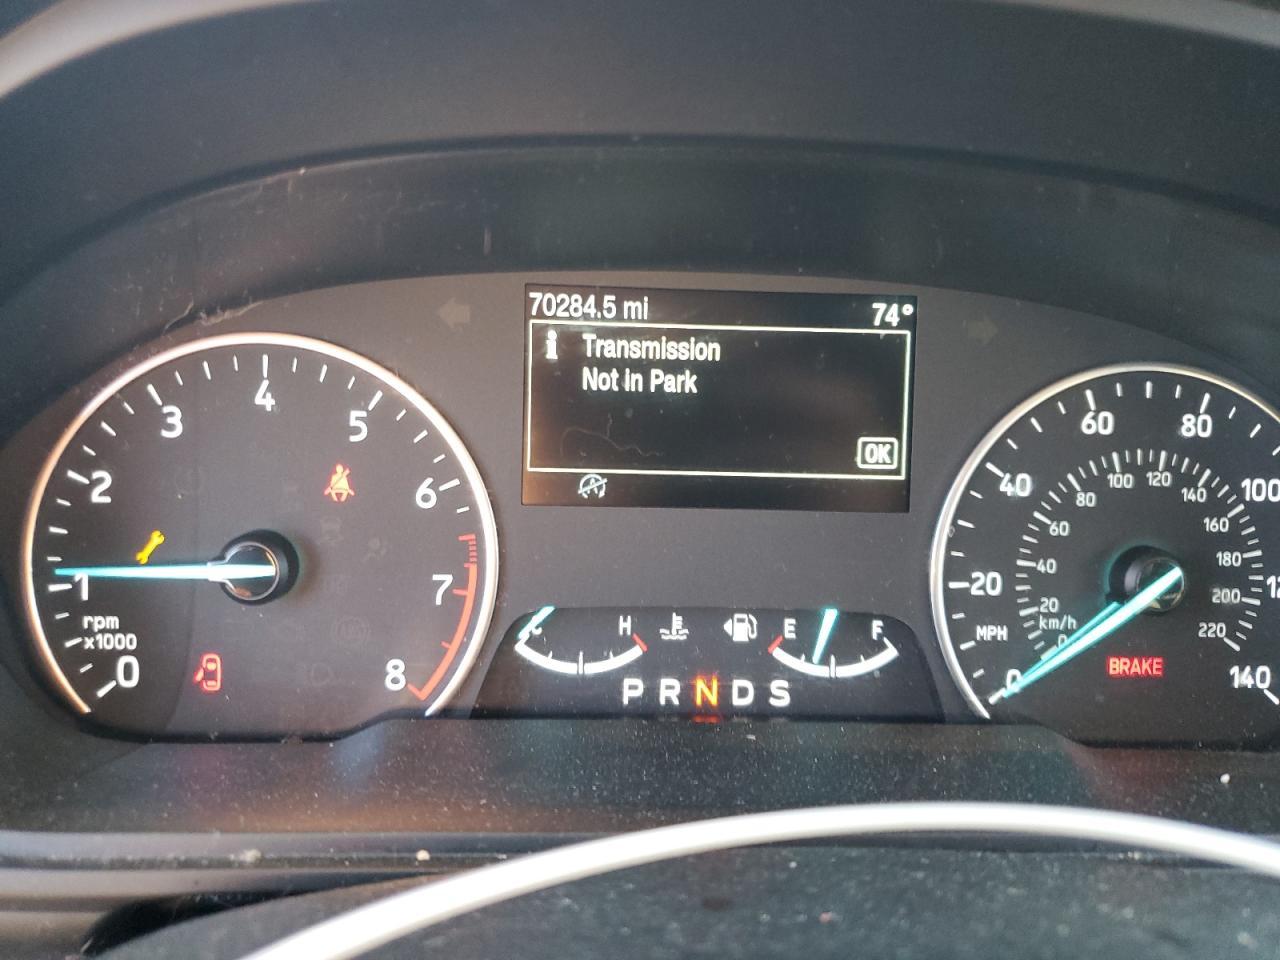 70284.5 mi 74°
i Transmission
Not in Park
OK
0 1 2 3 4 5 6 7 8
rpm
x1000
H
E F
P R N D S
0 20 40 60 80 100 12 140
MPH
0 20 40 60 80 100 120 140 160 180 200 220
km/h
BRAKE